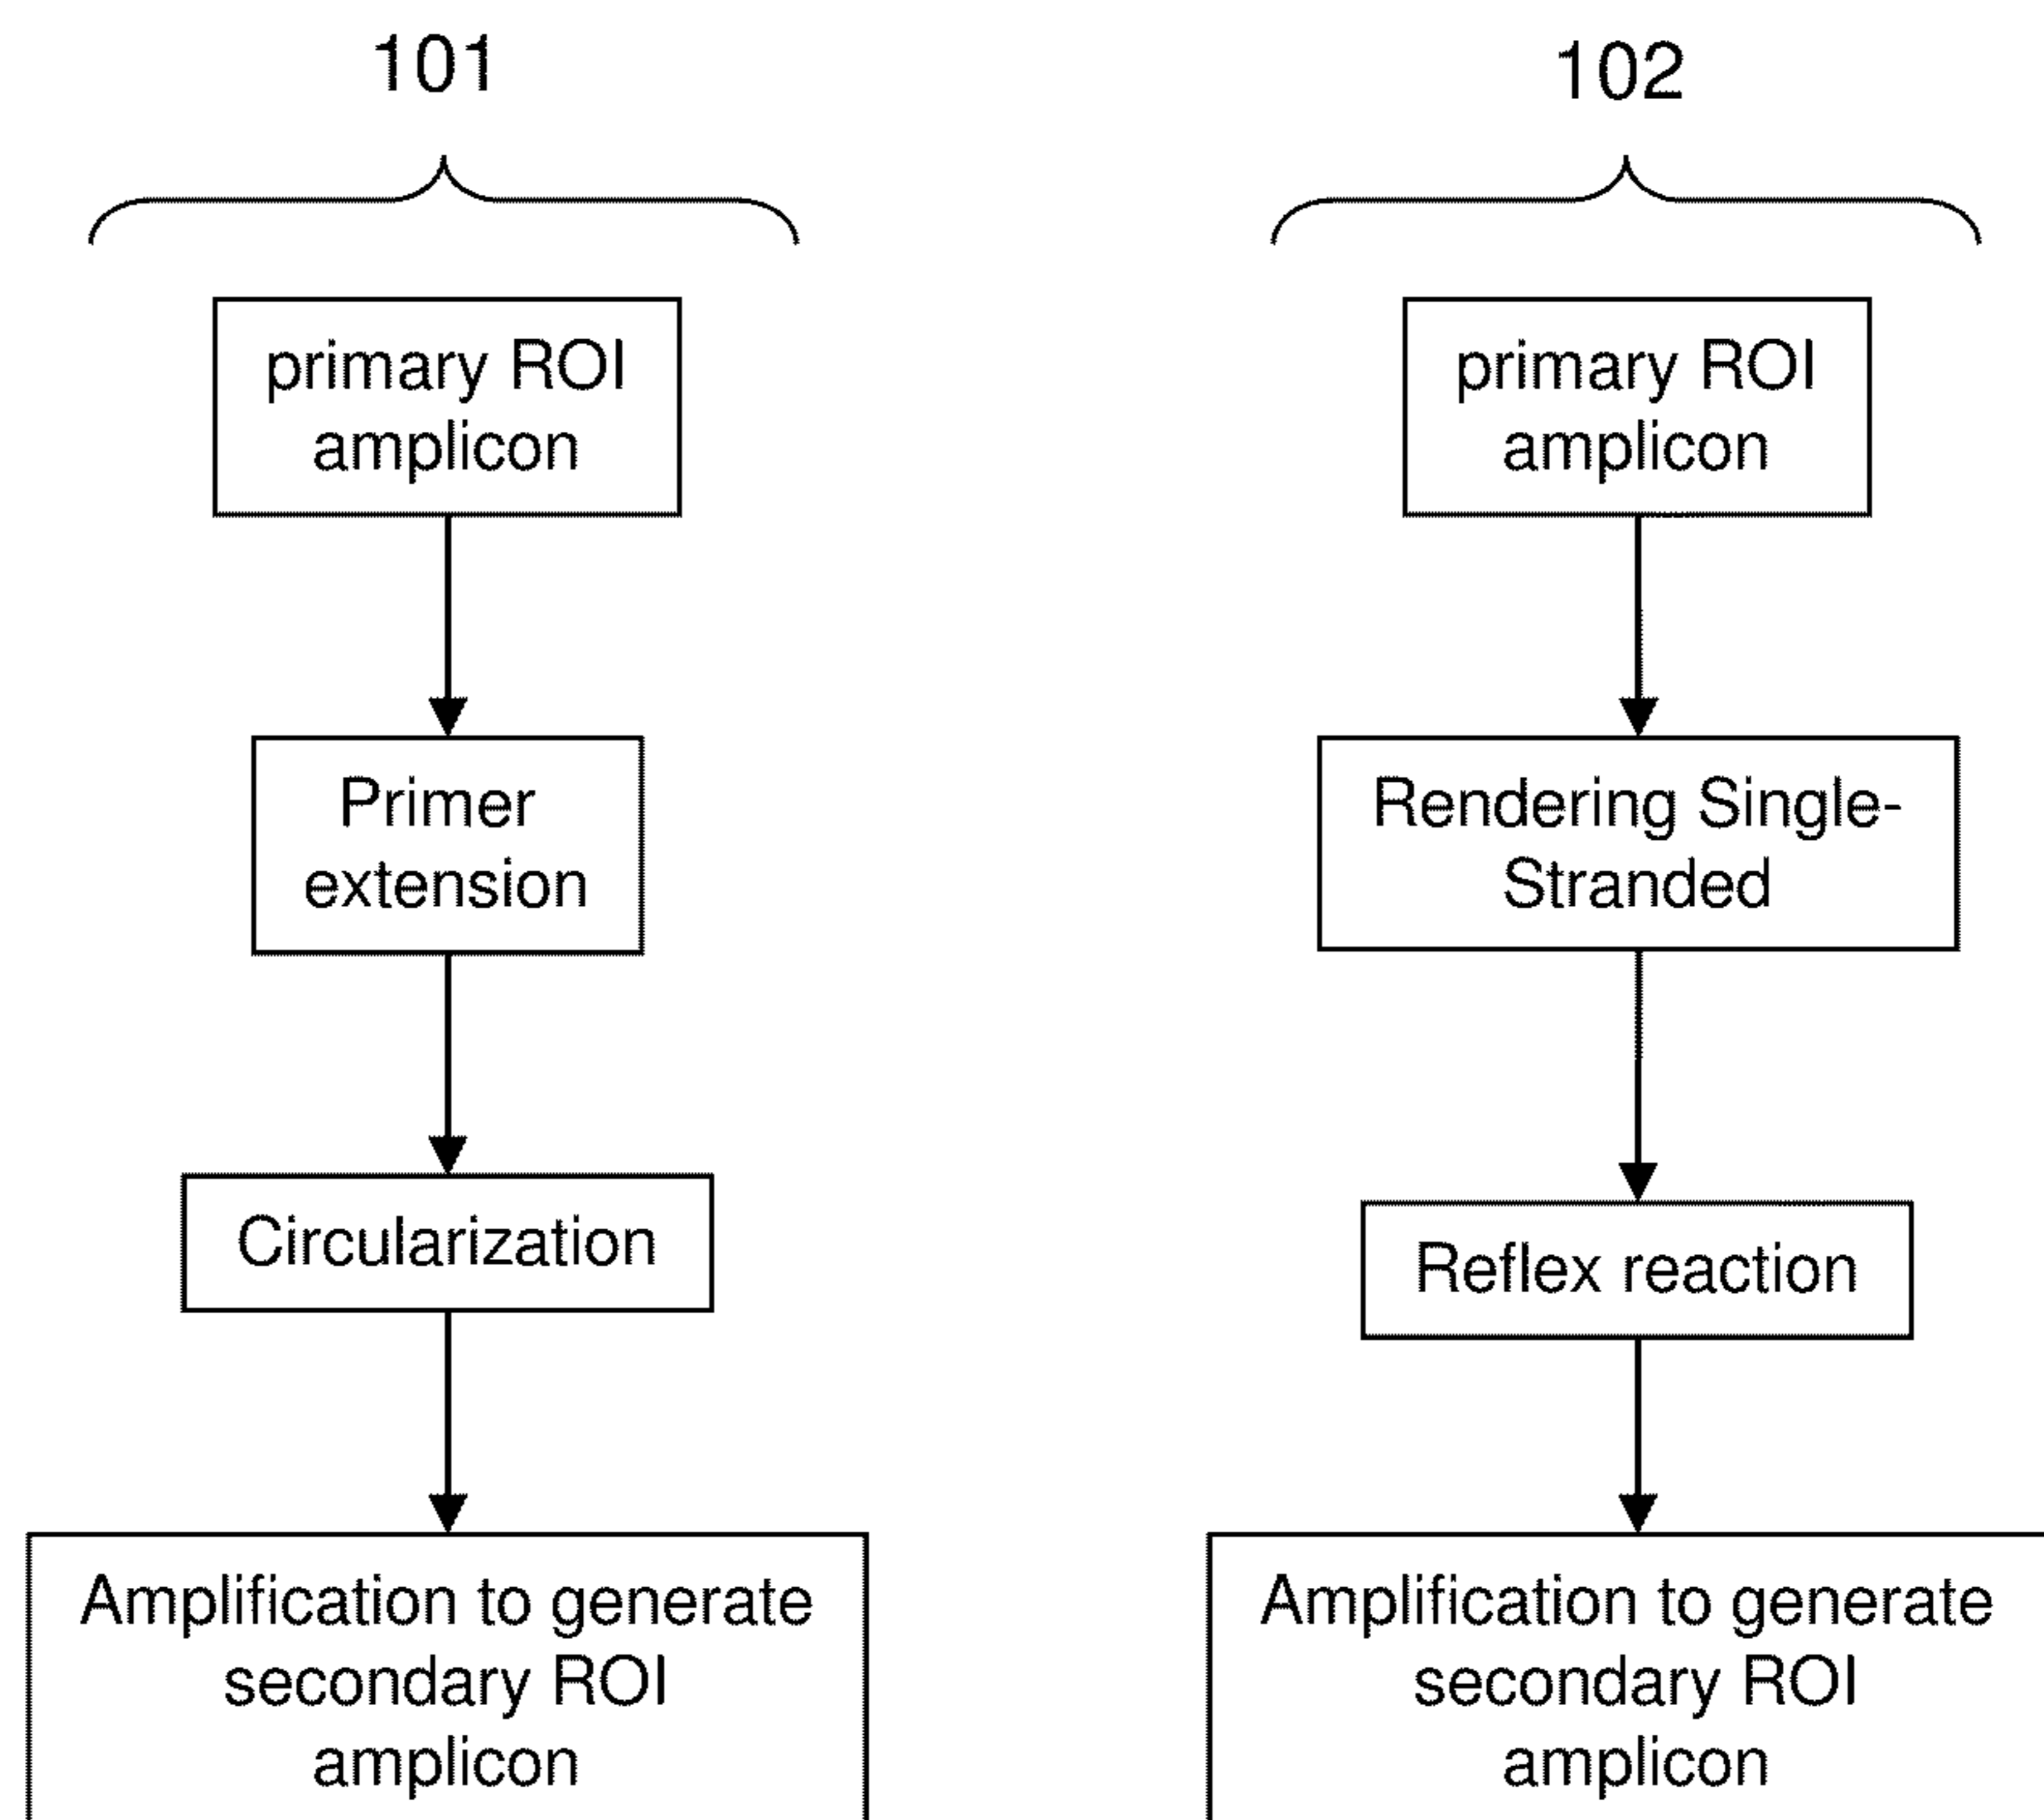 101
primary ROI
amplicon
Primer
extension
Circularization
Amplification to generate
secondary ROI
amplicon
102
primary ROI
amplicon
Rendering Single-
Stranded
Reflex reaction
Amplification to generate
secondary ROI
amplicon